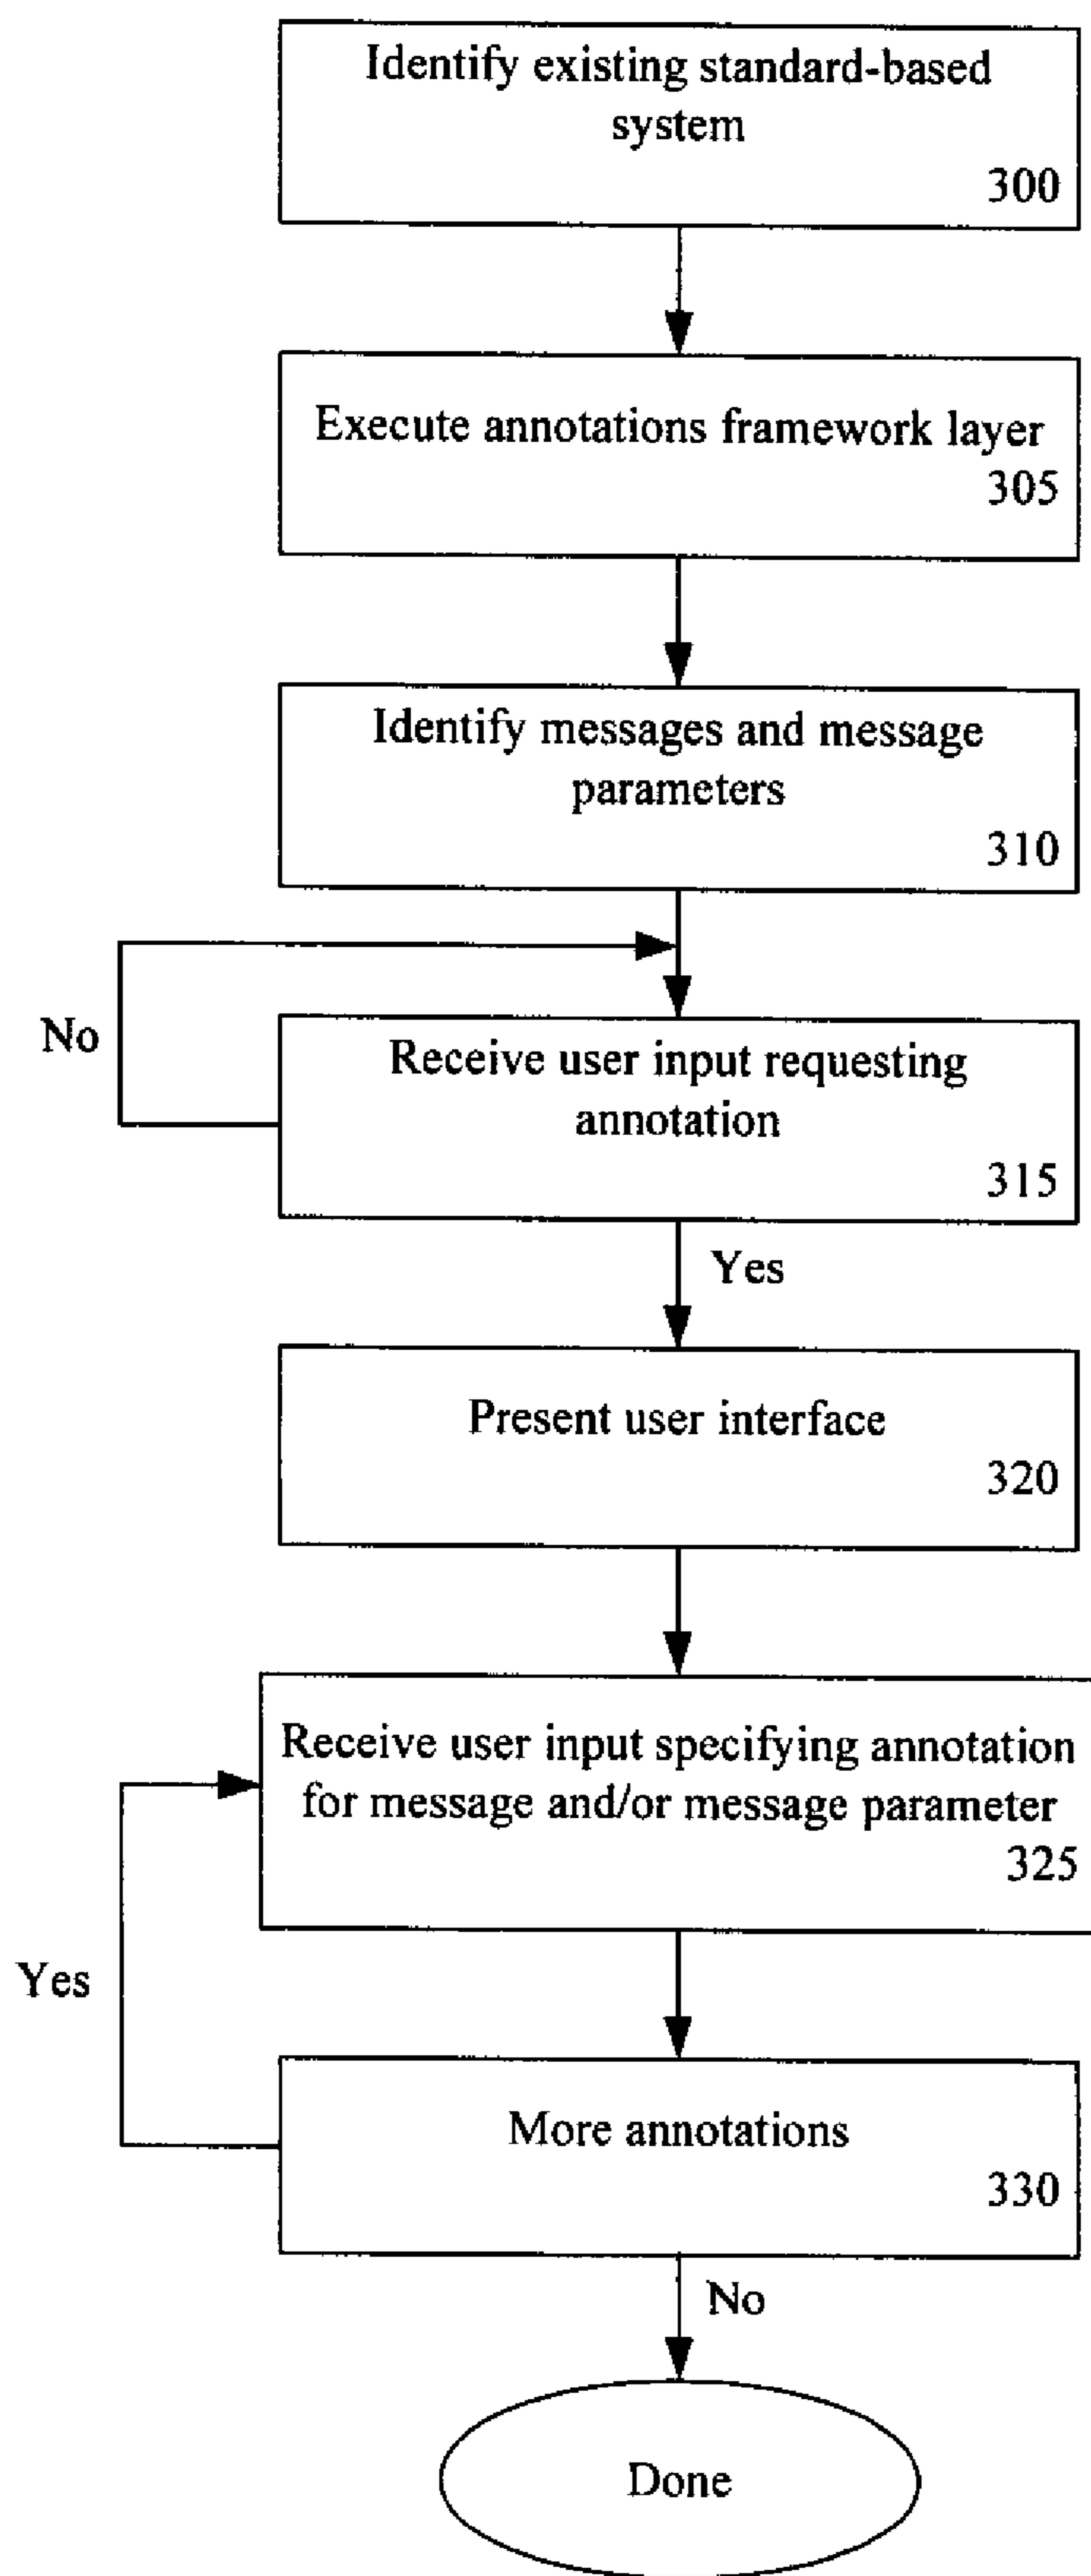 Identify existing standard-based
system
300
Execute annotations framework layer
305
Identify messages and message
parameters
310
No
Receive user input requesting
annotation
315
Yes
Present user interface
320
Receive user input specifying annotation
for message and/or message parameter
325
Yes
More annotations
330
No
Done